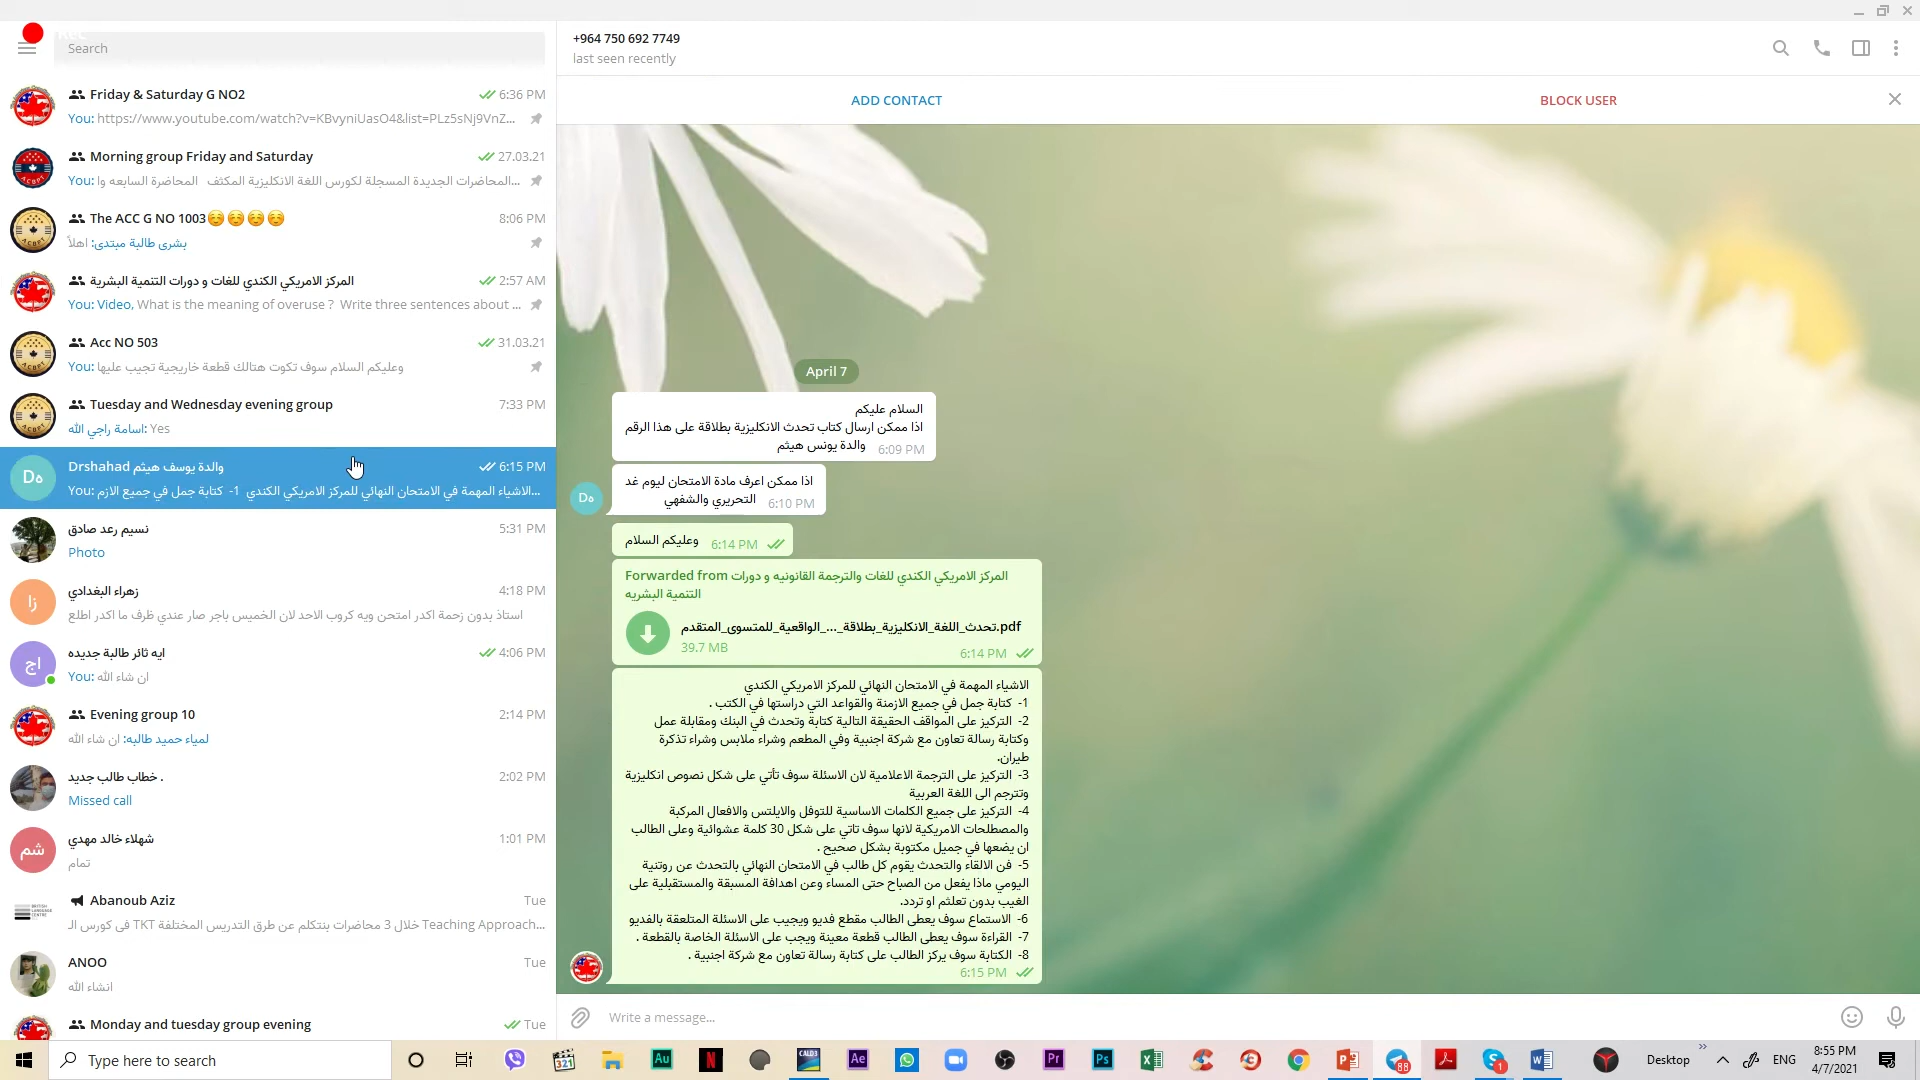 Rec
Search
Friday & Saturday G NO2
6:36 PM
You: https://www.youtube.com/watch?v=KBvyniUasO4&list=PLz5sNj9VnZ...
Morning group Friday and Saturday
27.03.21
You: المحاضرات الجديدة المسجلة لكورس اللغة الانكليزية المكثف المحاضرة السابعه وا...
The ACC G NO 1003
8:06 PM
بشرى طالبة مبتدى: اهلاً
المركز الامريكي الكندي للغات و دورات التنمية البشرية
2:57 AM
You: Video, What is the meaning of overuse ? Write three sentences about ...
Acc NO 503
31.03.21
You: وعليكم السلام سوف تكوت هتالك قطعة خاريجية تجيب عليها
Tuesday and Wednesday evening group
7:33 PM
اسامة راجي الله: Yes
Dه
Drshahad والدة يوسف هيثم
6:15 PM
You: الاشياء المهمة في الامتحان النهائي للمركز الامريكي الكندي 1- كتابة جمل في جميع الازم...
نسيم رعد صادق
5:31 PM
Photo
زا
زهراء البغدادي
4:18 PM
استاذ بدون زحمة اكدر امتحن ويه كروب الاحد لان الخميس باجر صار عندي ظرف ما اكدر اطلع
اج
ايه ثائر طالبة جديده
4:06 PM
You: ان شاء الله
Evening group 10
2:14 PM
لمياء حميد طالبه: ان شاء الله
خطاب طالب جديد .
2:02 PM
Missed call
شم
شهلاء خالد مهدي
1:01 PM
تمام
Abanoub Aziz
Tue
خلال 3 محاضرات بنتكلم عن طرق التدريس المختلفة TKT فى كورس الـ Teaching Approach...
ANOO
Tue
انشاء الله
Monday and tuesday group evening
Tue
+964 750 692 7749
last seen recently
ADD CONTACT
BLOCK USER
April 7
السلام عليكم
اذا ممكن ارسال كتاب تحدث الانكليزية بطلاقة على هذا الرقم
والدة يونس هيثم
6:09 PM
اذا ممكن اعرف مادة الامتحان ليوم غد
التحريري والشفهي
6:10 PM
Dه
وعليكم السلام
6:14 PM
Forwarded from المركز الامريكي الكندي للغات والترجمة القانونيه و دورات
التنمية البشريه
تحدث_اللغة_الانكليزية_بطلاقة_..._الواقعية_للمتسوى_المتقدم.pdf
39.7 MB
6:14 PM
الاشياء المهمة في الامتحان النهائي للمركز الامريكي الكندي
1- كتابة جمل في جميع الازمنة والقواعد التي دراستها في الكتب .
2- التركيز على المواقف الحقيقة التالية كتابة وتحدث في البنك ومقابلة عمل
وكتابة رسالة تعاون مع شركة اجنبية وفي المطعم وشراء ملابس وشراء تذكرة
طيران.
3- التركيز على الترجمة الاعلامية لان الاسئلة سوف تأتي على شكل نصوص انكليزية
وتترجم الى اللغة العربية
4- التركيز على جميع الكلمات الاساسية للتوفل والايلتس والافعال المركبة
والمصطلحات الامريكية لانها سوف تاتي على شكل 30 كلمة عشوائية وعلى الطالب
ان يضعها في جميل مكتوبة بشكل صحيح .
5- فن الالقاء والتحدث يقوم كل طالب في الامتحان النهائي بالتحدث عن روتنية
اليومي ماذا يفعل من الصباح حتى المساء وعن اهدافة المسبقة والمستقبلية على
الغيب بدون تعلثم او تردد.
6- الاستماع سوف يعطى الطالب مقطع فديو ويجيب على الاسئلة المتلعقة بالفديو
7- القراءة سوف يعطى الطالب قطعة معينة ويجب على الاسئلة الخاصة بالقطعة .
8- الكتابة سوف يركز الطالب على كتابة رسالة تعاون مع شركة اجنبية .
6:15 PM
Write a message...
Type here to search
Desktop
ENG
8:55 PM
4/7/2021